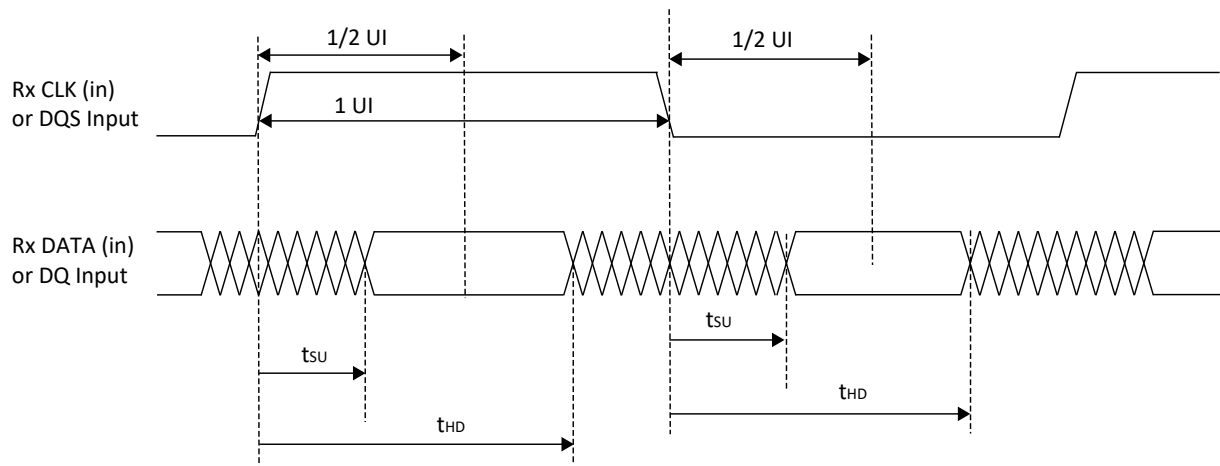 1/2 UI
1/2 UI
Rx CLK (in)
or DQS Input
1 UI
Rx DATA (in)
or DQ Input
tSU
tSU
tHD
tHD